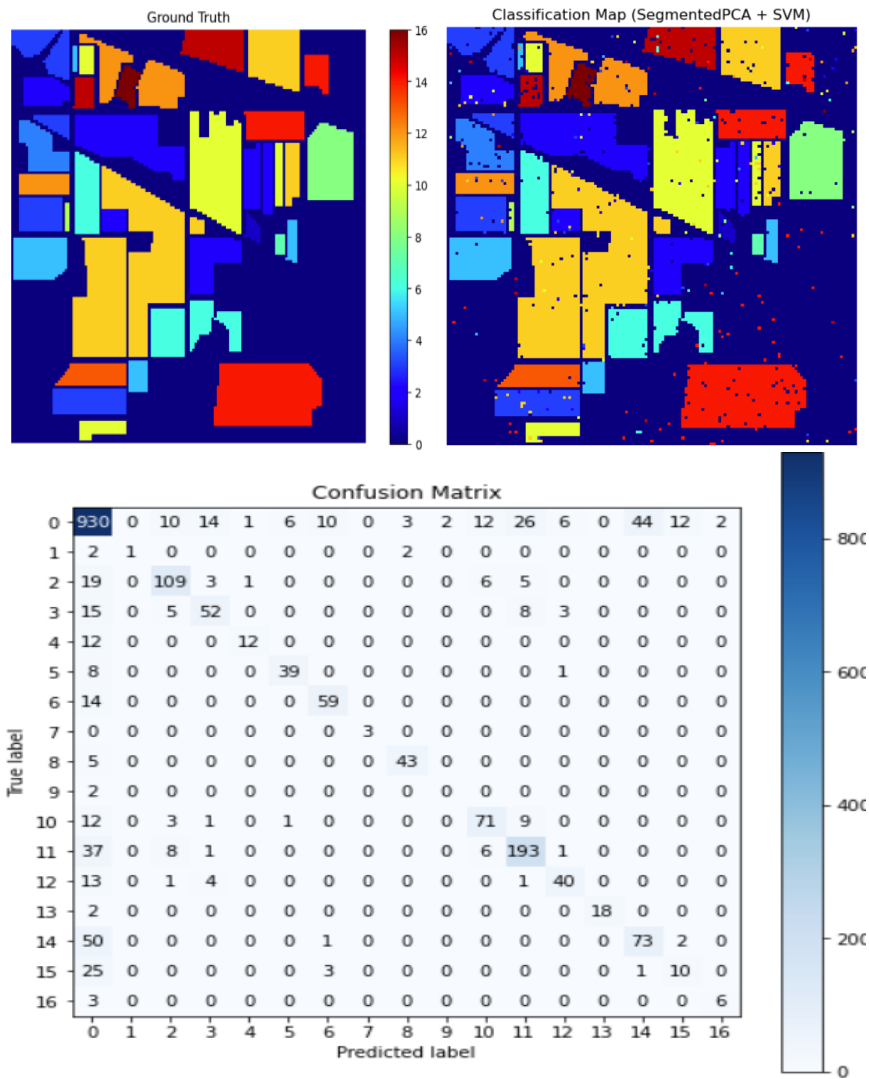 Ground Truth
Classification Map (SegmentedPCA + SVM)
16
14
12
10
8
6
4
2
0
Confusion Matrix
True label
0 930 0 10 14 1 6 10 0 3 2 12 26 6 0 44 12 2
1 2 1 0 0 0 0 0 0 2 0 0 0 0 0 0 0 0
2 19 0 109 3 1 0 0 0 0 0 6 5 0 0 0 0 0
3 15 0 5 52 0 0 0 0 0 0 0 8 3 0 0 0 0
4 12 0 0 0 12 0 0 0 0 0 0 0 0 0 0 0 0
5 8 0 0 0 0 39 0 0 0 0 0 0 1 0 0 0 0
6 14 0 0 0 0 0 59 0 0 0 0 0 0 0 0 0 0
7 0 0 0 0 0 0 0 3 0 0 0 0 0 0 0 0 0
8 5 0 0 0 0 0 0 0 43 0 0 0 0 0 0 0 0
9 2 0 0 0 0 0 0 0 0 0 0 0 0 0 0 0 0
10 12 0 3 1 0 1 0 0 0 0 71 9 0 0 0 0 0
11 37 0 8 1 0 0 0 0 0 0 6 193 1 0 0 0 0
12 13 0 1 4 0 0 0 0 0 0 0 1 40 0 0 0 0
13 2 0 0 0 0 0 0 0 0 0 0 0 0 18 0 0 0
14 50 0 0 0 0 0 1 0 0 0 0 0 0 0 73 2 0
15 25 0 0 0 0 0 3 0 0 0 0 0 0 0 1 10 0
16 3 0 0 0 0 0 0 0 0 0 0 0 0 0 0 0 6
0 1 2 3 4 5 6 7 8 9 10 11 12 13 14 15 16
Predicted label
800
600
400
200
0